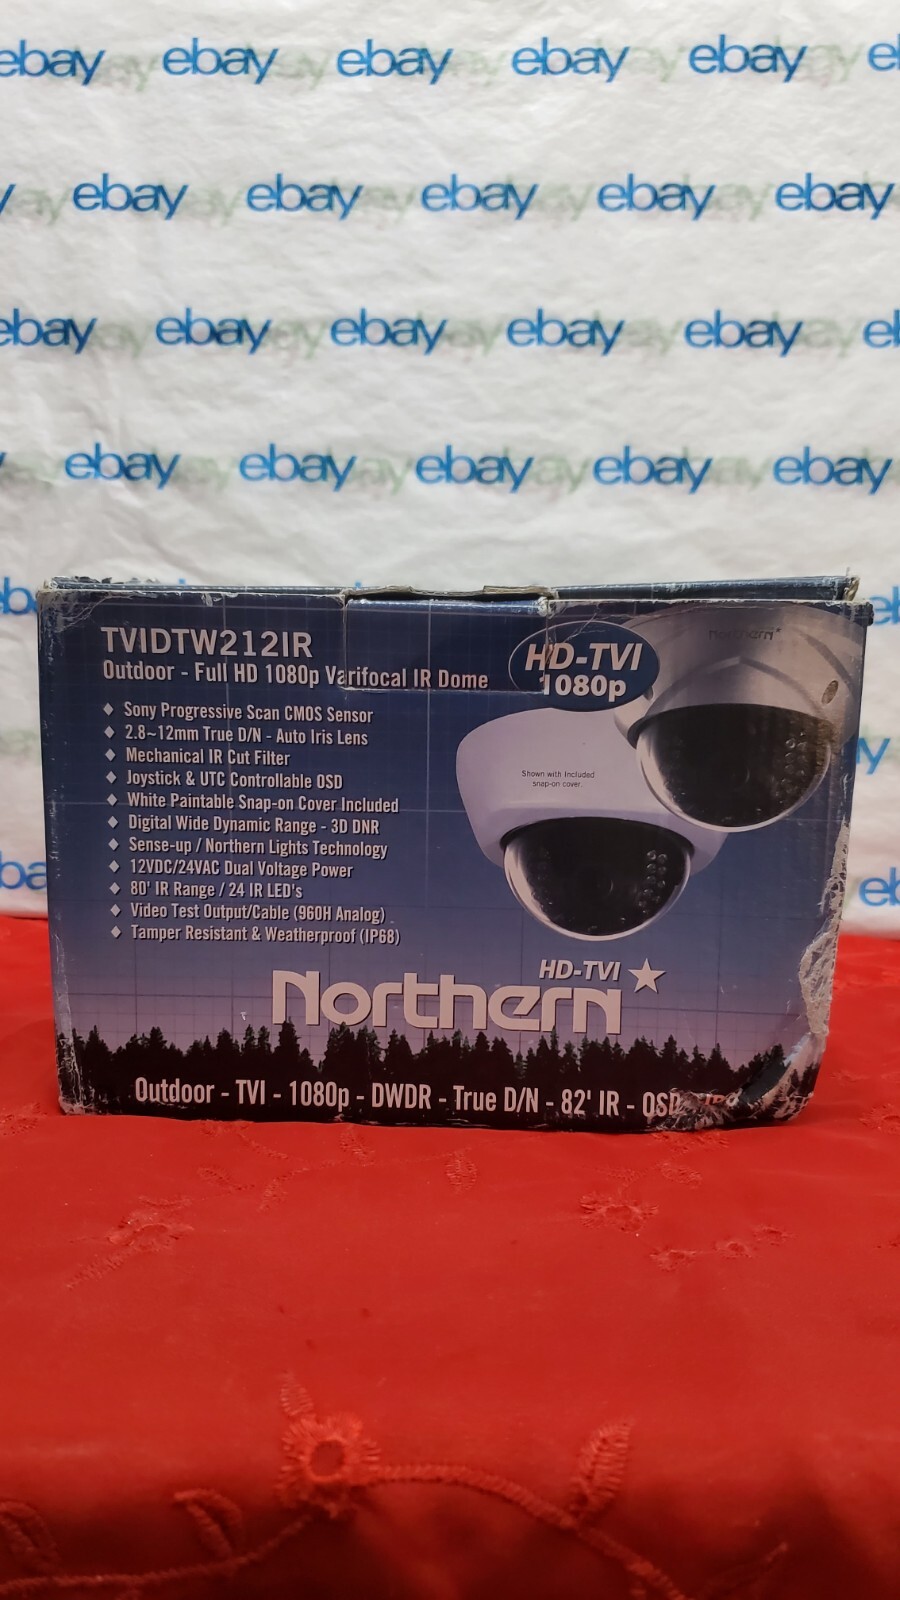 ebay ebay ebay ebay ebay
ebay ebay ebay ebay ebay
ebay ebay ebay ebay ebay
ebay ebay ebay ebay ebay
TVIDTW212IR
Outdoor - Full HD 1080p Varifocal IR Dome
HD-TVI
1080p
Northern
♦ Sony Progressive Scan CMOS Sensor
♦ 2.8~12mm True D/N - Auto Iris Lens
♦ Mechanical IR Cut Filter
♦ Joystick & UTC Controllable OSD
♦ White Paintable Snap-on Cover Included
♦ Digital Wide Dynamic Range - 3D DNR
♦ Sense-up / Northern Lights Technology
♦ 12VDC/24VAC Dual Voltage Power
♦ 80' IR Range / 24 IR LED's
♦ Video Test Output/Cable (960H Analog)
♦ Tamper Resistant & Weatherproof (IP68)
Shown with Included
snap-on cover.
HD-TVI
Northern
Outdoor - TVI - 1080p - DWDR - True D/N - 82' IR - OSD